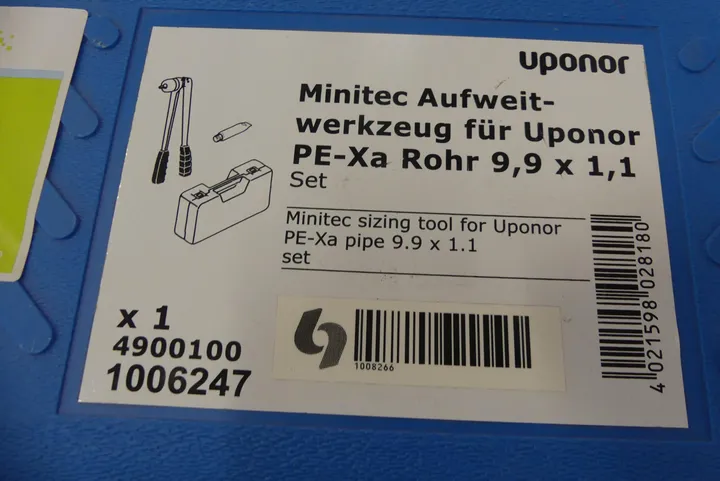 uponor
Minitec Aufweit-
werkzeug für Uponor
PE-Xa Rohr 9,9 x 1,1
Set
Minitec sizing tool for Uponor
PE-Xa pipe 9.9 x 1.1
set
x 1
4900100
1006247
1008266
4 021598 028180